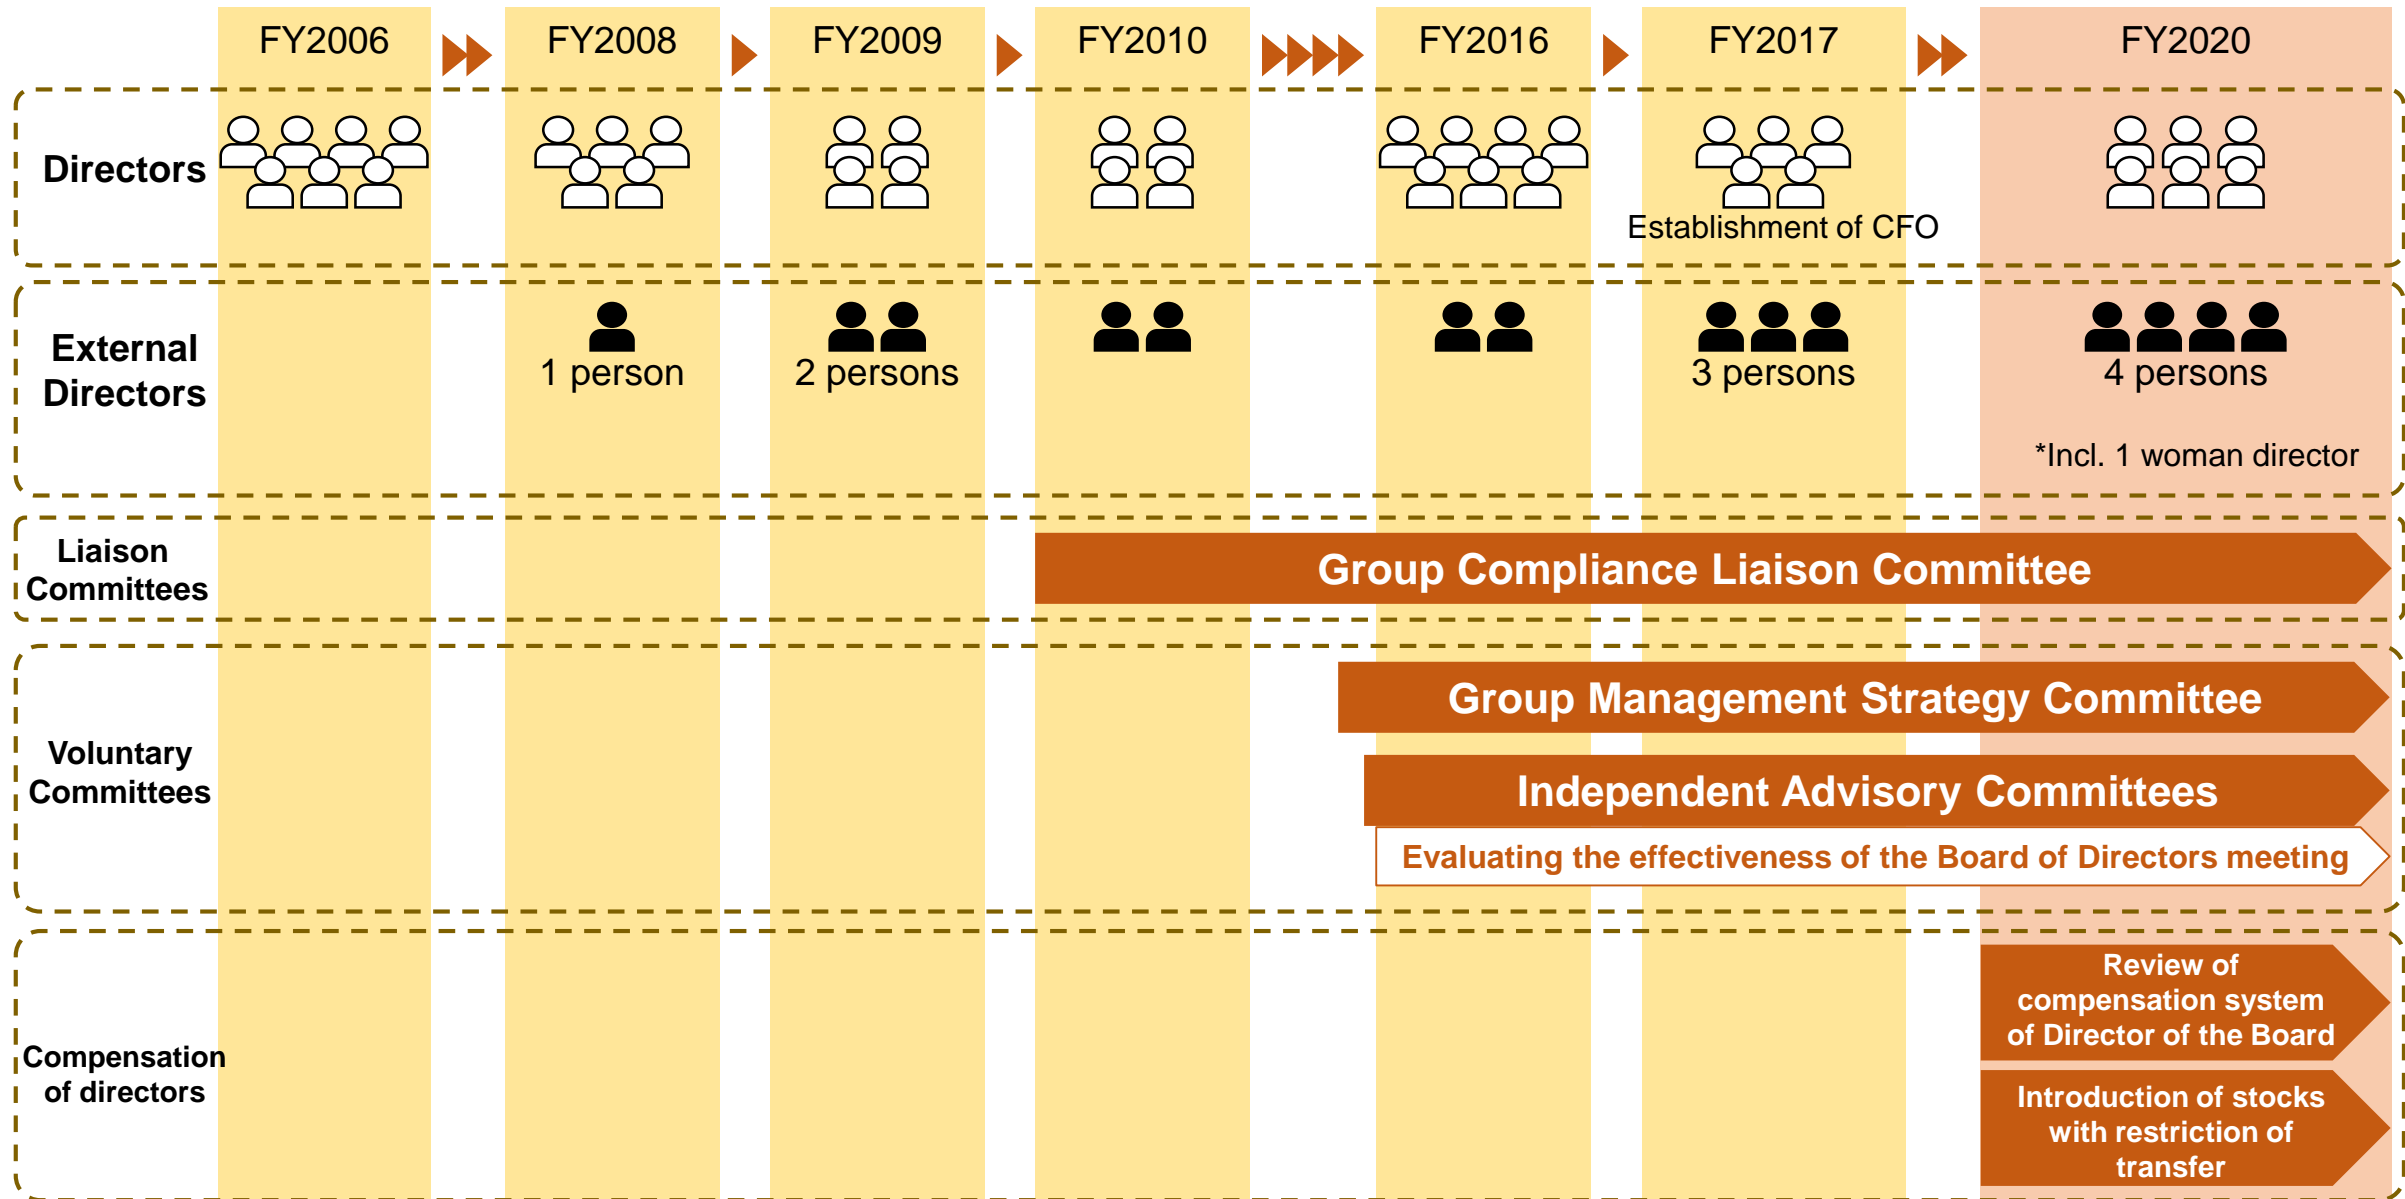 FY2006
FY2008
FY2009
FY2010
FY2016
FY2017
FY2020
Directors
Establishment of CFO
External
Directors
1 person
2 persons
3 persons
4 persons
*Incl. 1 woman director
Liaison
Committees
Group Compliance Liaison Committee
Voluntary
Committees
Group Management Strategy Committee
Independent Advisory Committees
Evaluating the effectiveness of the Board of Directors meeting
Compensation
of directors
Review of
compensation system
of Director of the Board
Introduction of stocks
with restriction of
transfer